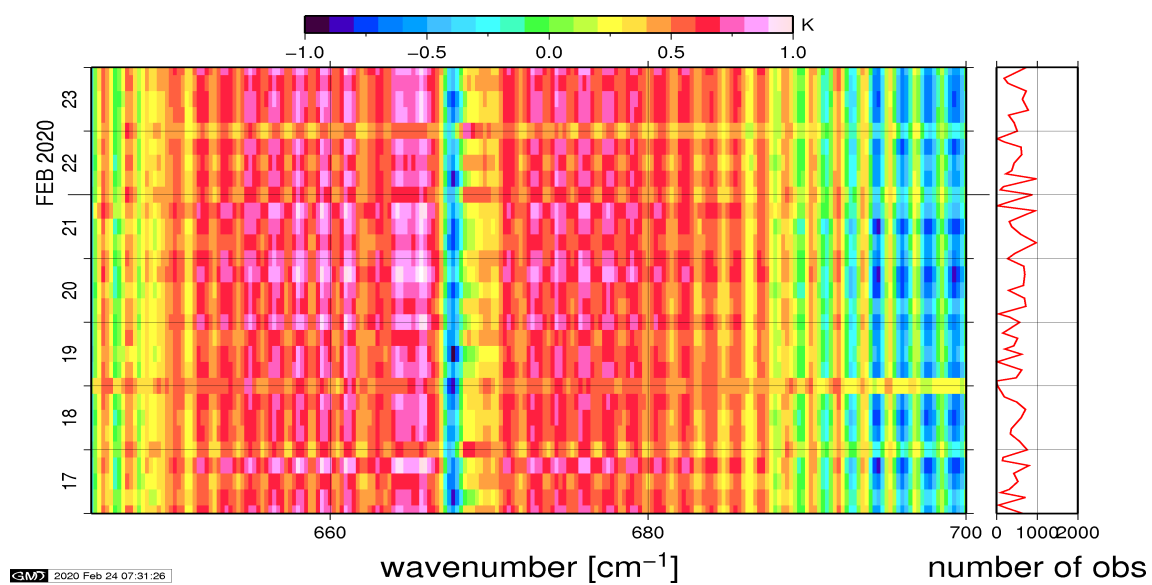 K
−1.0 −0.5 0.0 0.5 1.0
FEB 2020
23
22
21
20
19
18
17
660 680 700
0 1000 2000
wavenumber [cm⁻¹]
number of obs
GMT 2020 Feb 24 07:31:26